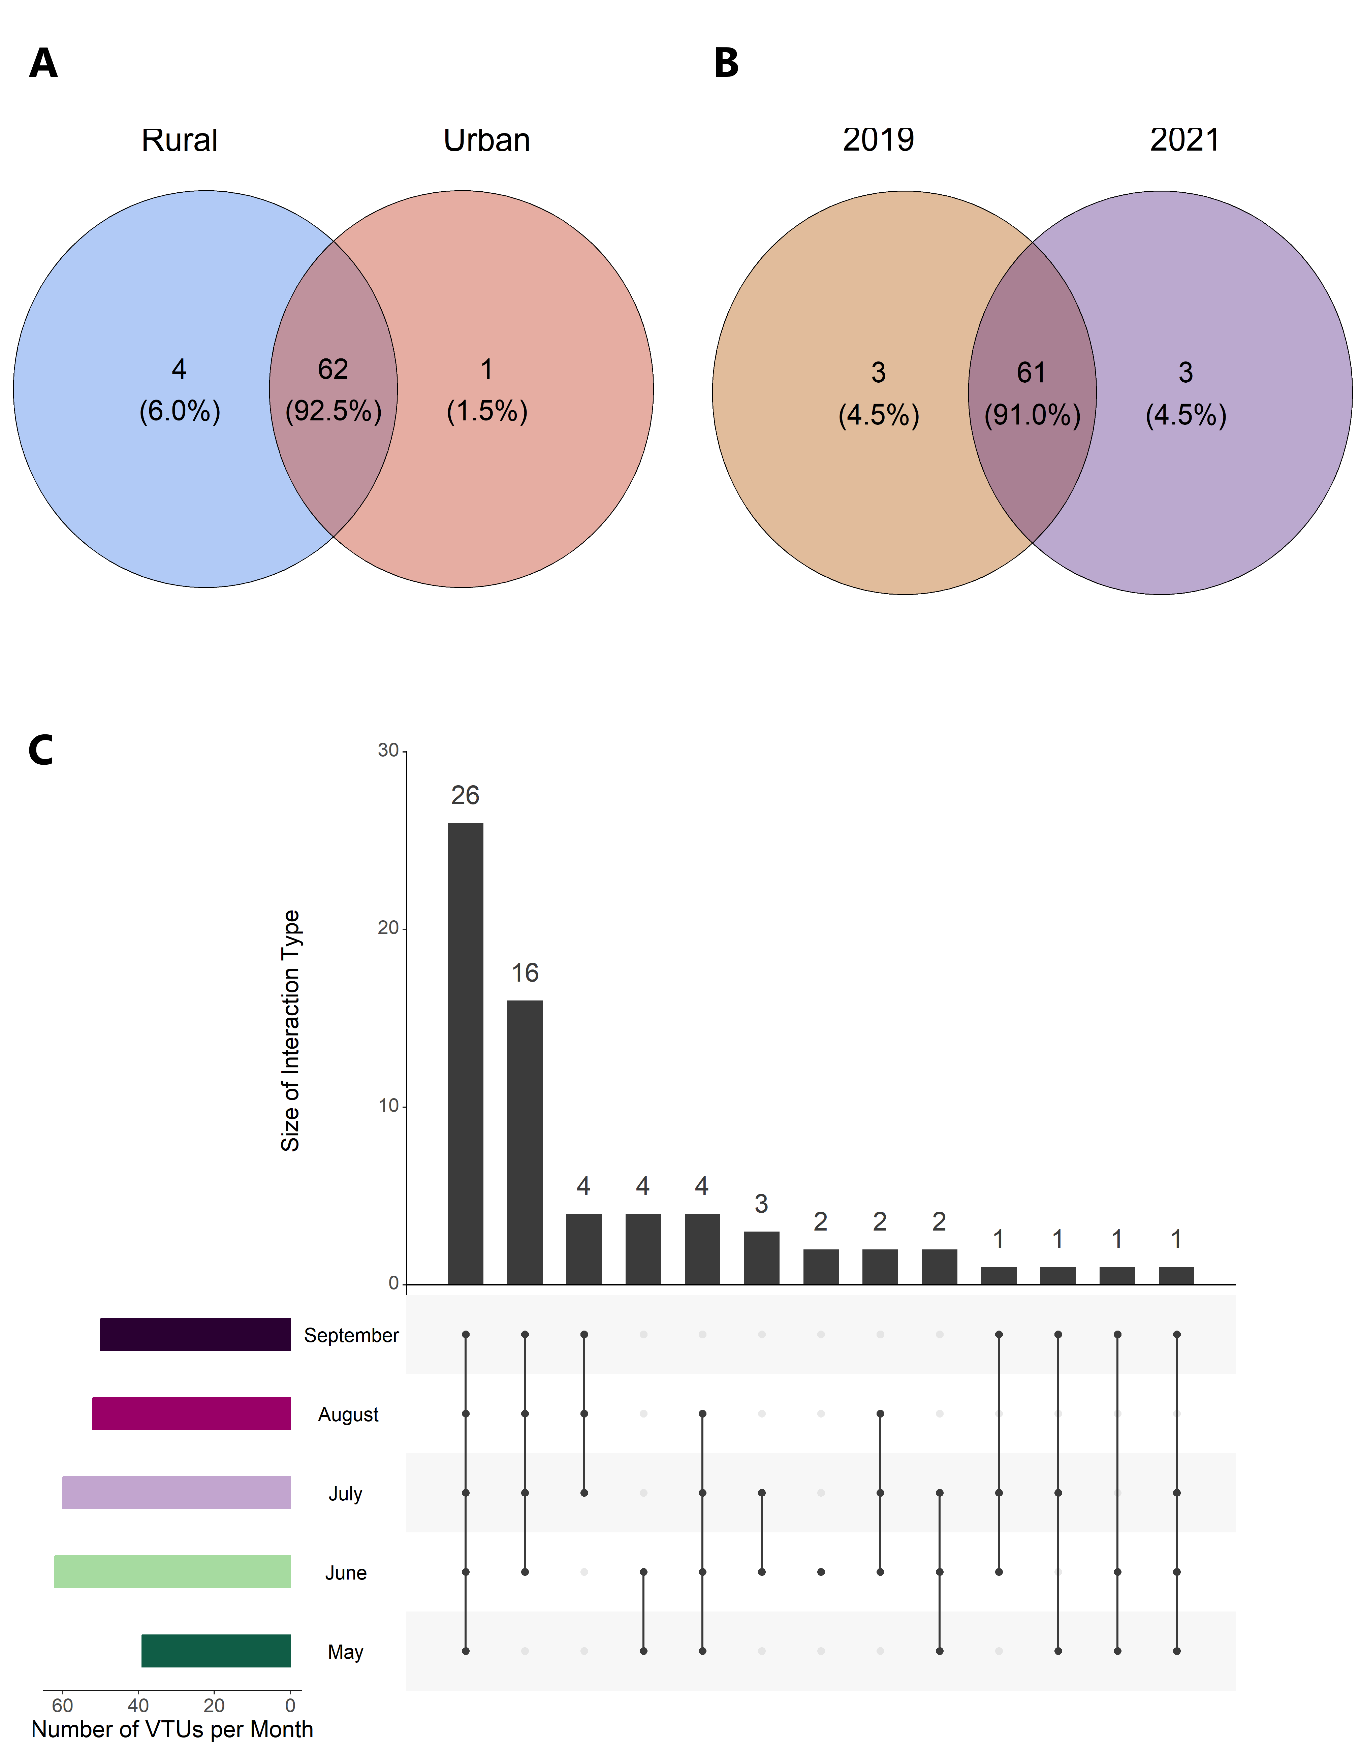 A
B
Rural
Urban
2019
2021
4
(6.0%)
62
(92.5%)
1
(1.5%)
3
(4.5%)
61
(91.0%)
3
(4.5%)
C
Size of Interaction Type
30
20
10
0
26
16
4
4
4
3
2
2
2
1
1
1
1
September
August
July
June
May
60 40 20 0
Number of VTUs per Month